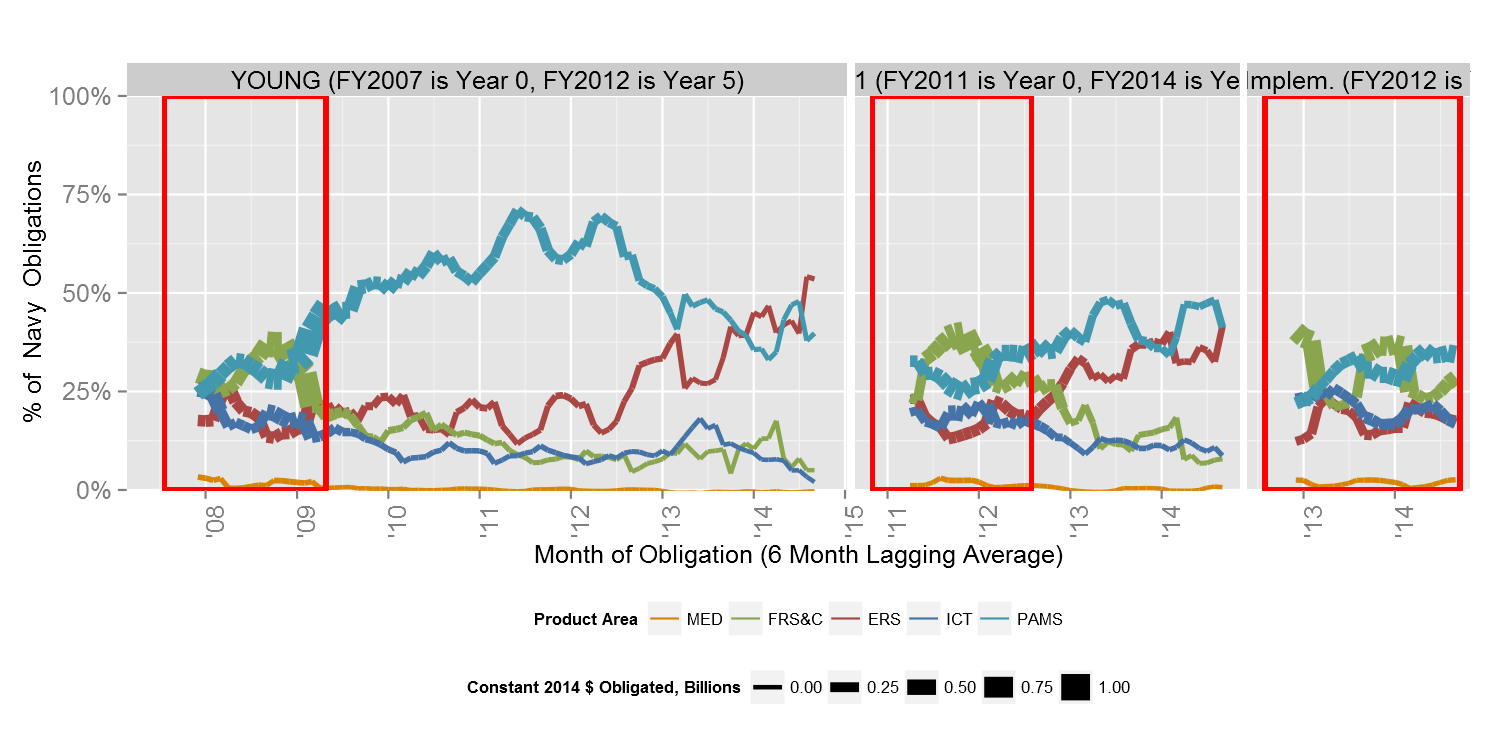 YOUNG (FY2007 is Year 0, FY2012 is Year 5)
1 (FY2011 is Year 0, FY2014 is Ye
Implem. (FY2012 is
% of Navy Obligations
100%
75%
50%
25%
0%
'08 '09 '10 '11 '12 '13 '14 '15
'11 '12 '13 '14
'13 '14
Month of Obligation (6 Month Lagging Average)
Product Area MED FRS&C ERS ICT PAMS
Constant 2014 $ Obligated, Billions 0.00 0.25 0.50 0.75 1.00